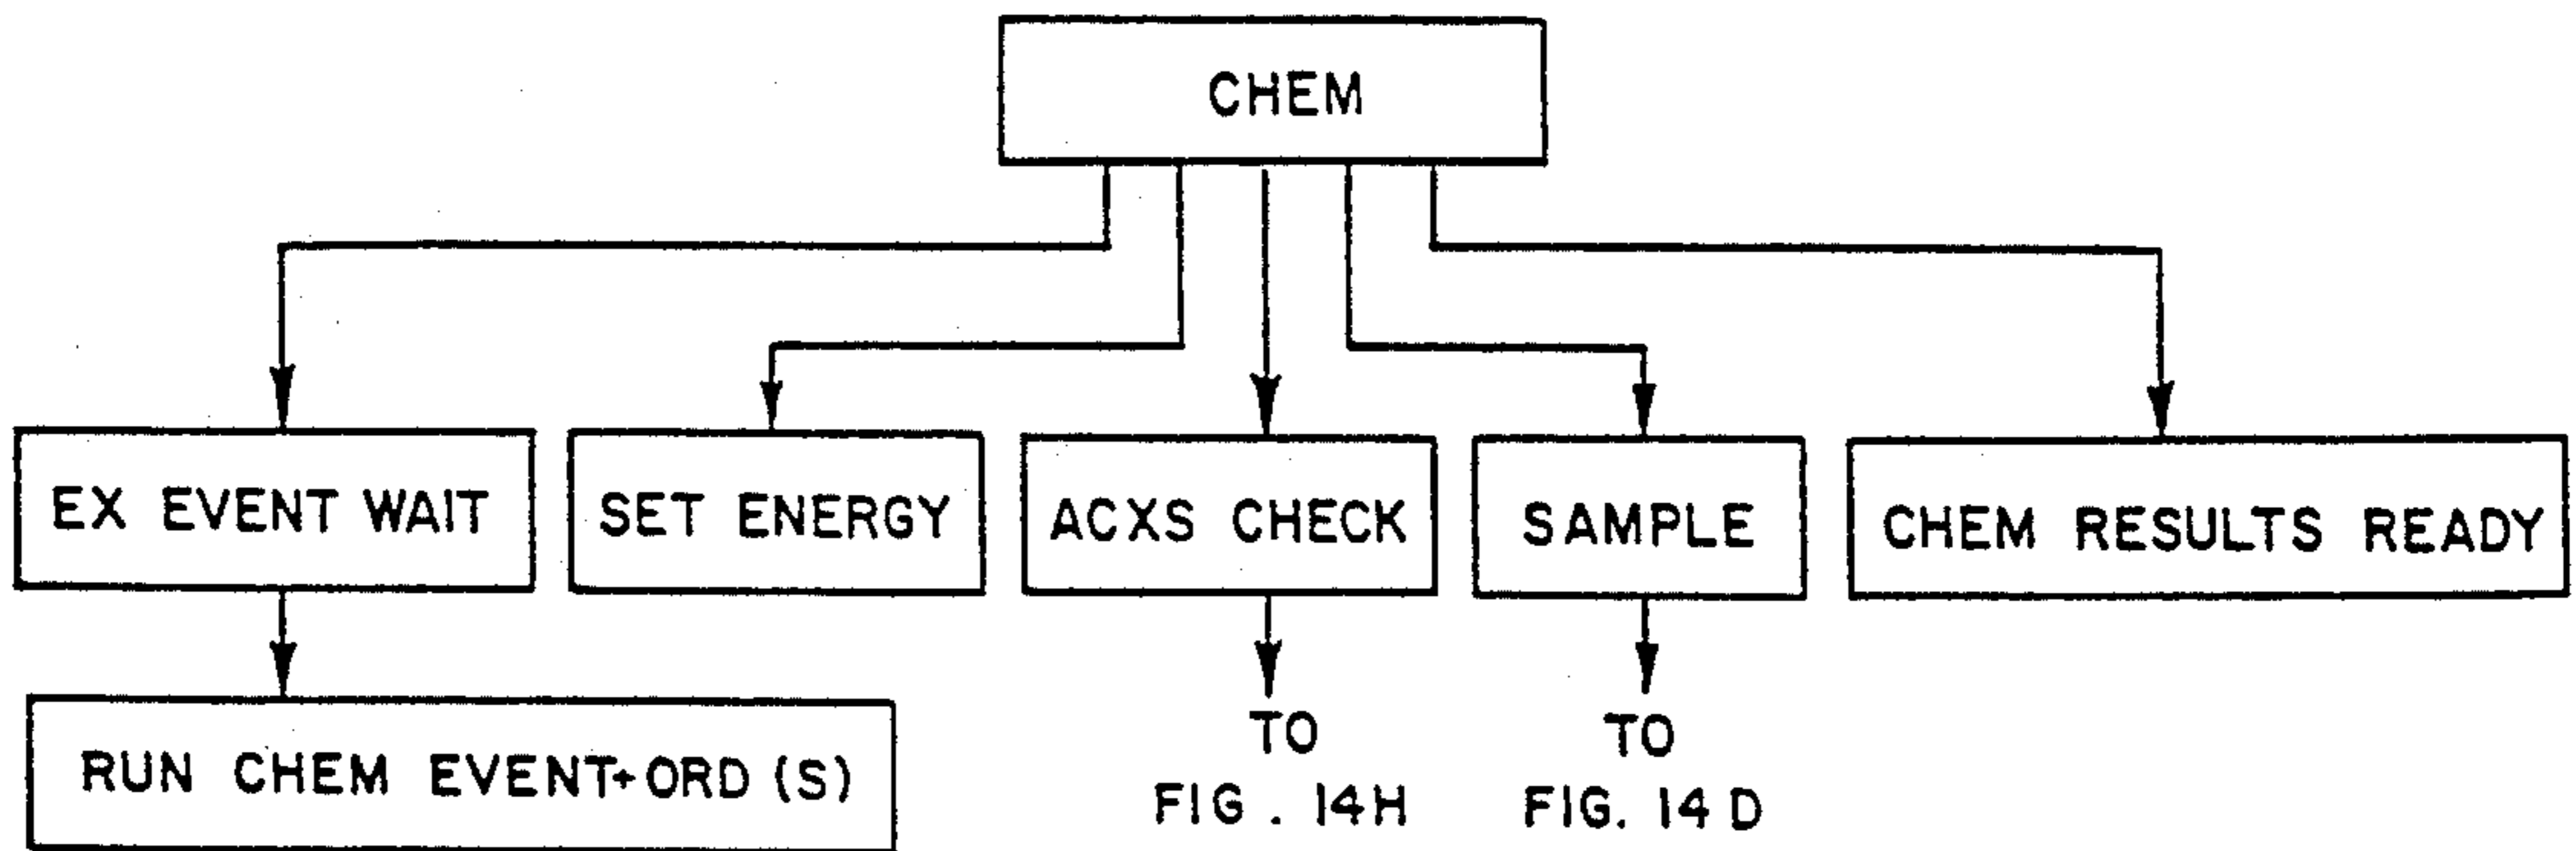 CHEM
EX EVENT WAIT
SET ENERGY
ACXS CHECK
SAMPLE
CHEM RESULTS READY
RUN CHEM EVENT+ORD (S)
TO
FIG. 14H
TO
FIG. 14D